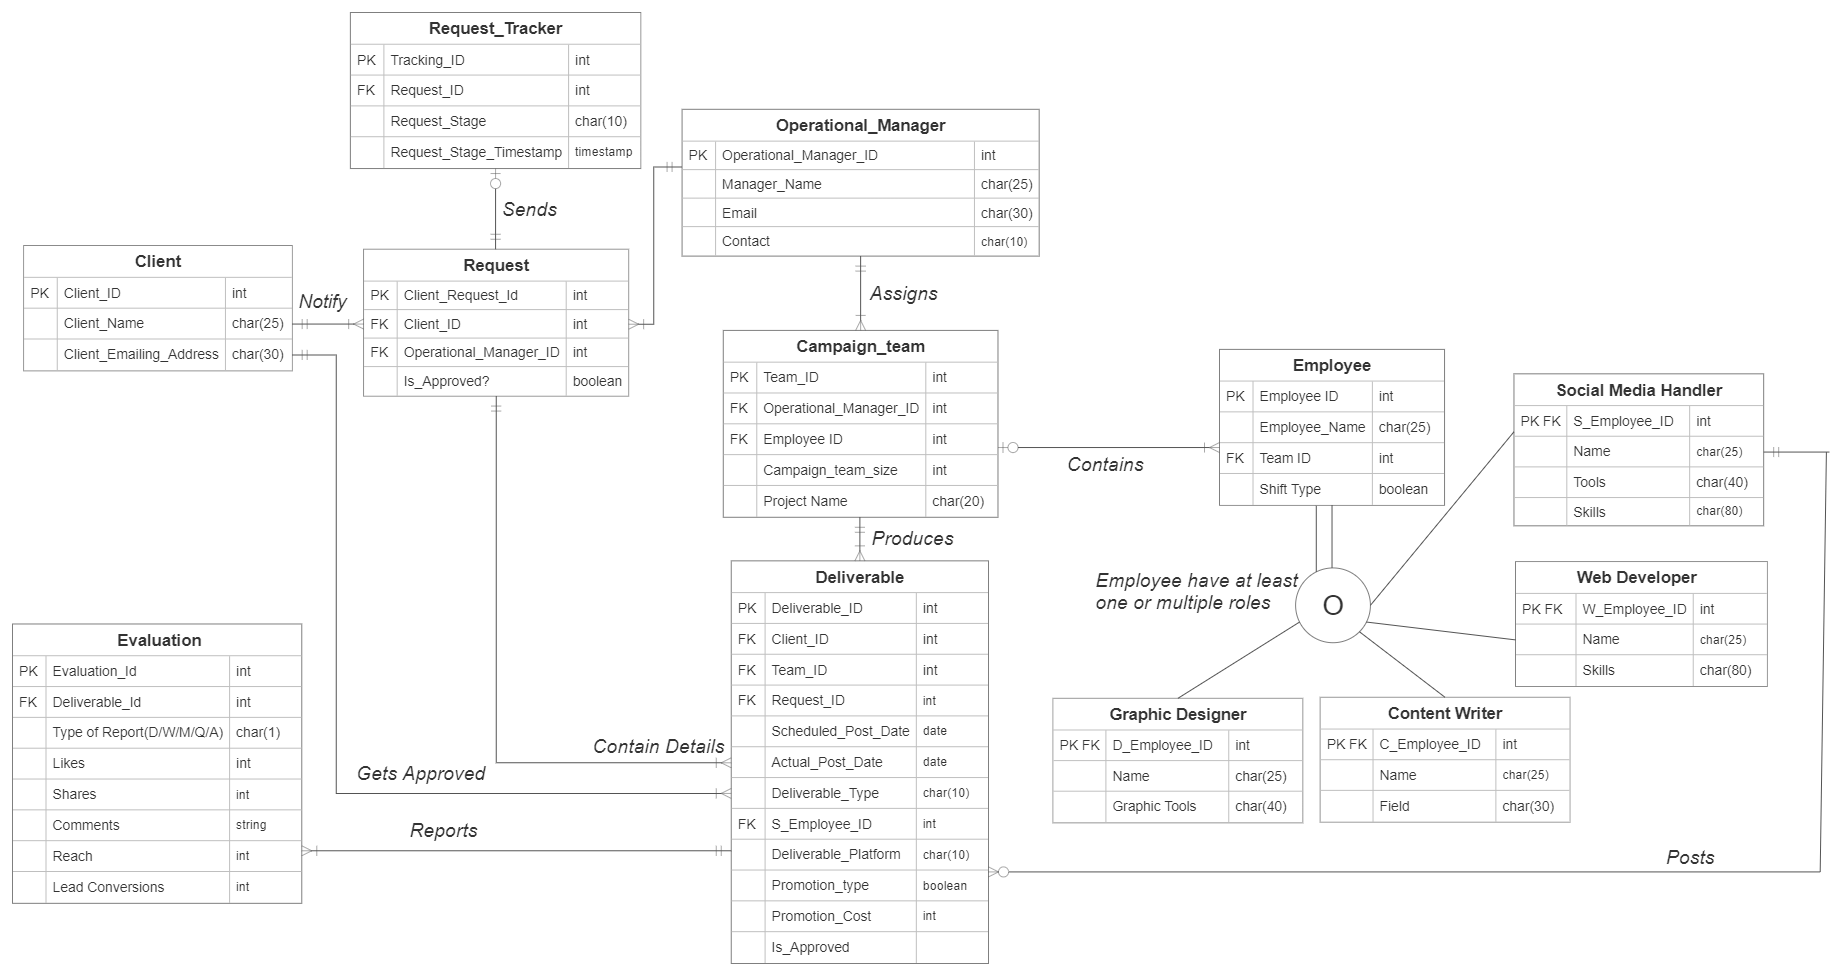 Request_Tracker
PK Tracking_ID int
FK Request_ID int
Request_Stage char(10)
Request_Stage_Timestamp timestamp
Sends
Operational_Manager
PK Operational_Manager_ID int
Manager_Name char(25)
Email char(30)
Contact char(10)
Assigns
Client
PK Client_ID int
Client_Name char(25)
Client_Emailing_Address char(30)
Notify
Request
PK Client_Request_Id int
FK Client_ID int
FK Operational_Manager_ID int
Is_Approved? boolean
Campaign_team
PK Team_ID int
FK Operational_Manager_ID int
FK Employee ID int
Campaign_team_size int
Project Name char(20)
Contains
Produces
Employee
PK Employee ID int
Employee_Name char(25)
FK Team ID int
Shift Type boolean
Social Media Handler
PK FK S_Employee_ID int
Name char(25)
Tools char(40)
Skills char(80)
Employee have at least
one or multiple roles
O
Web Developer
PK FK W_Employee_ID int
Name char(25)
Skills char(80)
Graphic Designer
PK FK D_Employee_ID int
Name char(25)
Graphic Tools char(40)
Content Writer
PK FK C_Employee_ID int
Name char(25)
Field char(30)
Deliverable
PK Deliverable_ID int
FK Client_ID int
FK Team_ID int
FK Request_ID int
Scheduled_Post_Date date
Actual_Post_Date date
Deliverable_Type char(10)
FK S_Employee_ID int
Deliverable_Platform char(10)
Promotion_type boolean
Promotion_Cost int
Is_Approved
Contain Details
Gets Approved
Reports
Posts
Evaluation
PK Evaluation_Id int
FK Deliverable_Id int
Type of Report(D/W/M/Q/A) char(1)
Likes int
Shares int
Comments string
Reach int
Lead Conversions int